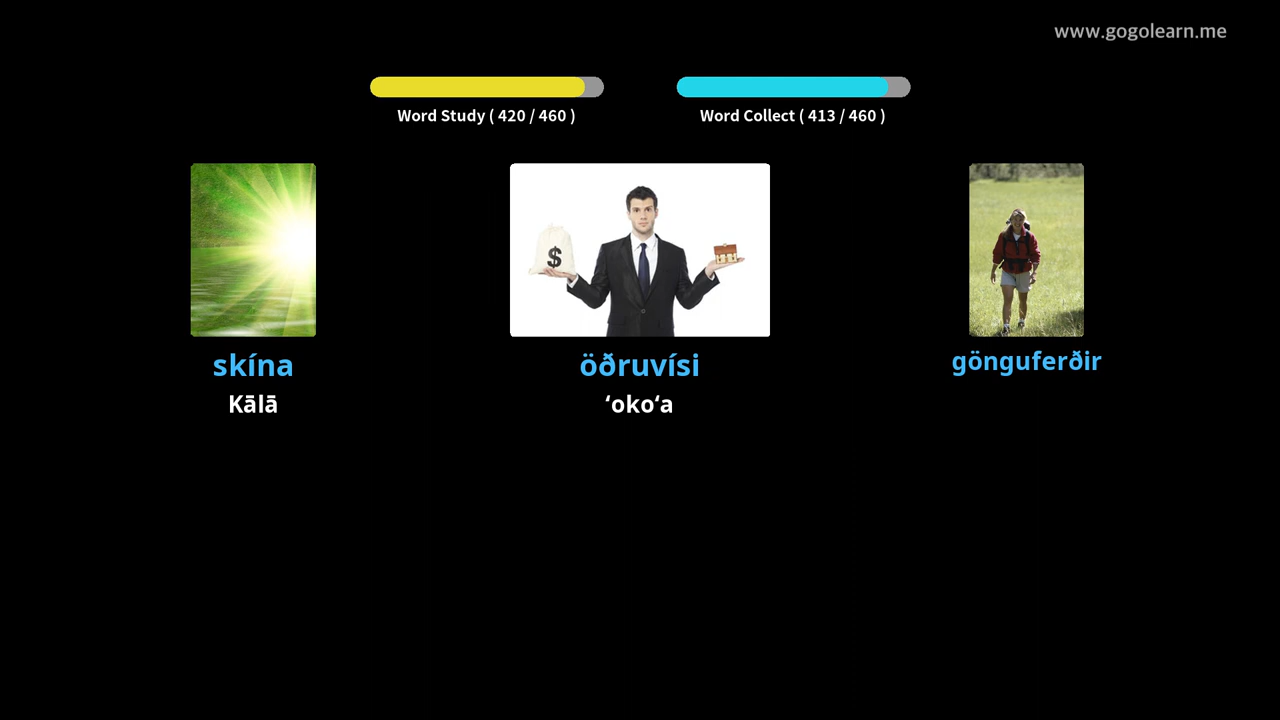 www.gogolearn.me
Word Study ( 420 / 460 )
Word Collect ( 413 / 460 )
$
skína
öðruvísi
gönguferðir
Kālā
ʻokoʻa